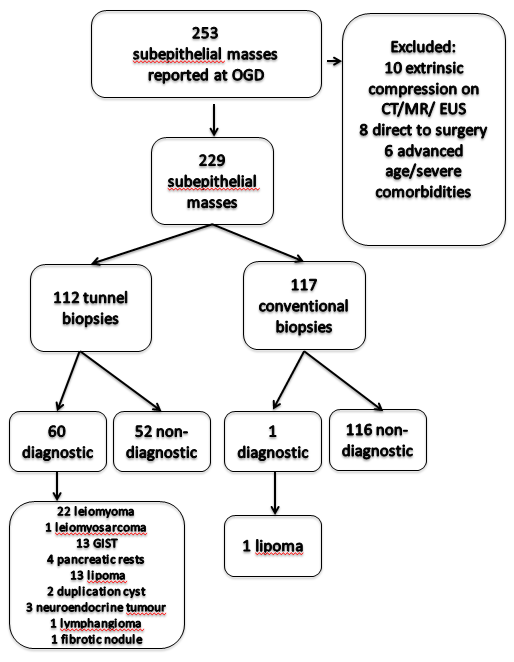 253
subepithelial masses
reported at OGD
Excluded:
10 extrinsic
compression on
CT/MR/ EUS
8 direct to surgery
6 advanced
age/severe
comorbidities
229
subepithelial
masses
112 tunnel
biopsies
117
conventional
biopsies
60
diagnostic
52 non-
diagnostic
1
diagnostic
116 non-
diagnostic
22 leiomyoma
1 leiomyosarcoma
13 GIST
4 pancreatic rests
13 lipoma
2 duplication cyst
3 neuroendocrine tumour
1 lymphangioma
1 fibrotic nodule
1 lipoma